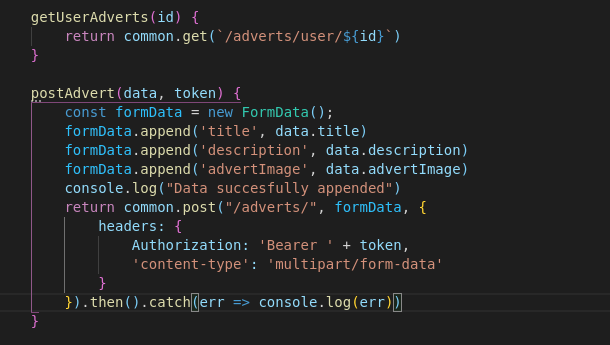 getUserAdverts(id) {
return common.get(`/adverts/user/${id}`)
}
postAdvert(data, token) {
const formData = new FormData();
formData.append('title', data.title)
formData.append('description', data.description)
formData.append('advertImage', data.advertImage)
console.log("Data succesfully appended")
return common.post("/adverts/", formData, {
headers: {
Authorization: 'Bearer ' + token,
'content-type': 'multipart/form-data'
}
}).then().catch(err => console.log(err))
}